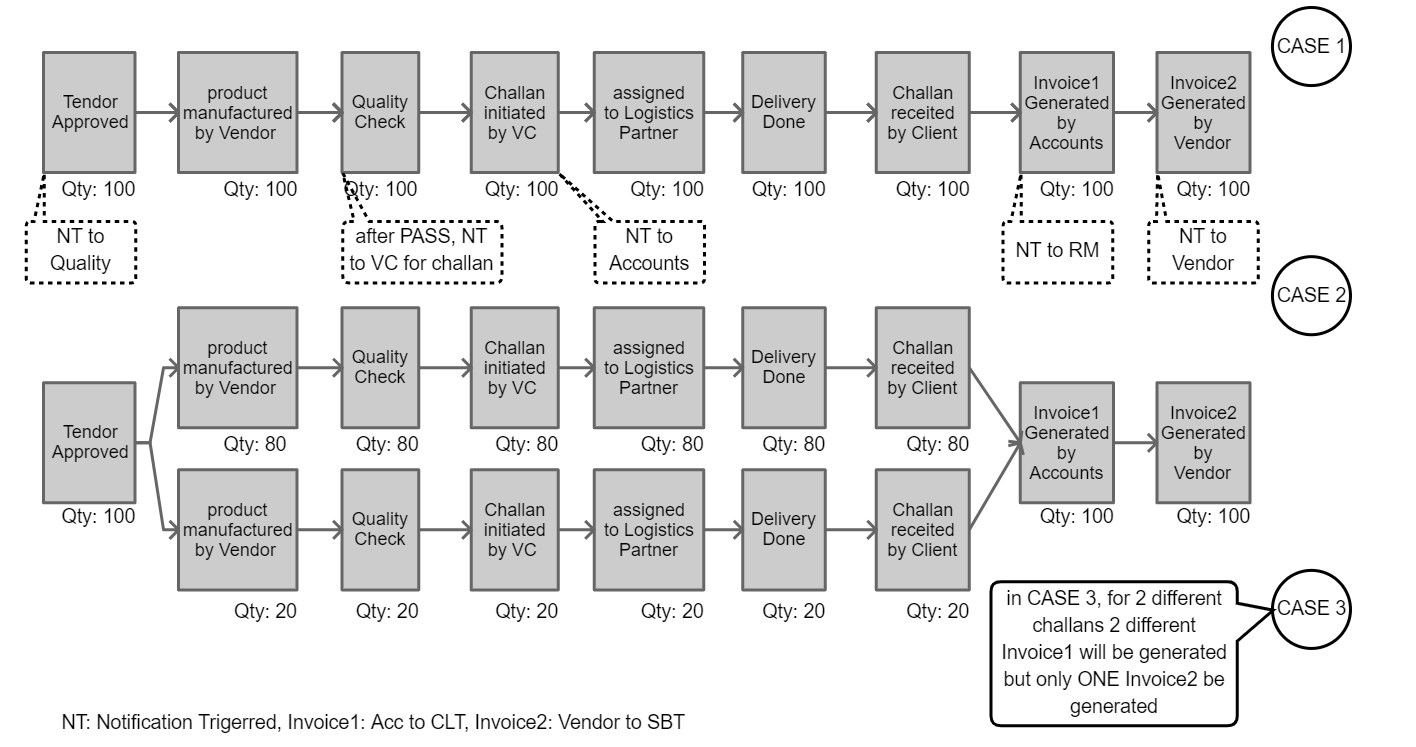 CASE 1
Tendor
Approved
product
manufactured
by Vendor
Quality
Check
Challan
initiated
by VC
assigned
to Logistics
Partner
Delivery
Done
Challan
receited
by Client
Invoice1
Generated
by
Accounts
Invoice2
Generated
by
Vendor
Qty: 100
Qty: 100
Qty: 100
Qty: 100
Qty: 100
Qty: 100
Qty: 100
Qty: 100
Qty: 100
NT to
Quality
after PASS, NT
to VC for challan
NT to
Accounts
NT to RM
NT to
Vendor
CASE 2
product
manufactured
by Vendor
Quality
Check
Challan
initiated
by VC
assigned
to Logistics
Partner
Delivery
Done
Challan
receited
by Client
Qty: 80
Qty: 80
Qty: 80
Qty: 80
Qty: 80
Qty: 80
Tendor
Approved
Qty: 100
Invoice1
Generated
by
Accounts
Invoice2
Generated
by
Vendor
Qty: 100
Qty: 100
product
manufactured
by Vendor
Quality
Check
Challan
initiated
by VC
assigned
to Logistics
Partner
Delivery
Done
Challan
receited
by Client
Qty: 20
Qty: 20
Qty: 20
Qty: 20
Qty: 20
Qty: 20
CASE 3
in CASE 3, for 2 different
challans 2 different
Invoice1 will be generated
but only ONE Invoice2 be
generated
NT: Notification Trigerred, Invoice1: Acc to CLT, Invoice2: Vendor to SBT